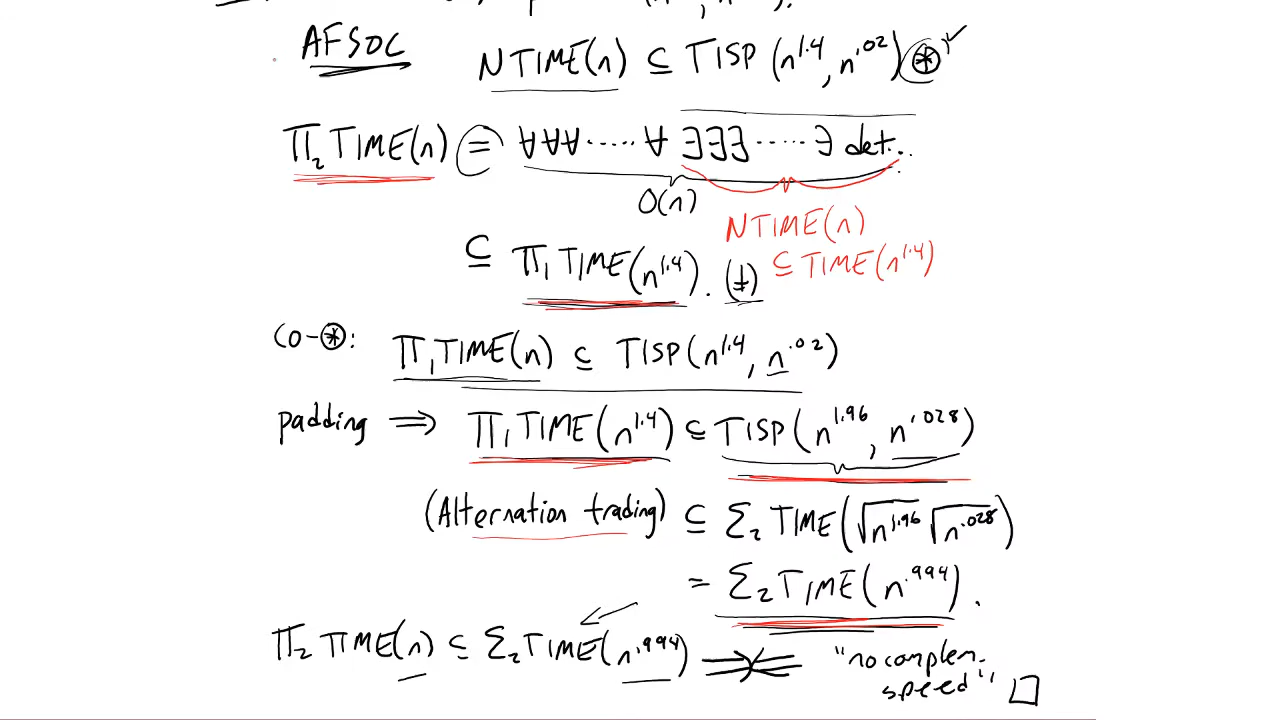 AFSOC NTIME(n) ⊆ TISP(n^1.4, n^.02) ⊛ ✓
Π₂TIME(n) = ∀∀∀.....∀ ∃∃∃.....∃ det.
O(n)
NTIME(n)
⊆ TIME(n^1.4)
⊆ Π₁TIME(n^1.4). (‡)
co-⊛: Π₁TIME(n) ⊆ TISP(n^1.4, n^.02)
padding ⟹ Π₁TIME(n^1.4) ⊆ TISP(n^1.96, n^.028)
(Alternation trading) ⊆ Σ₂TIME(√n^1.96 √n^.028)
= Σ₂TIME(n^.994).
Π₂TIME(n) ⊆ Σ₂TIME(n^.994)
"no complem.
speed" □